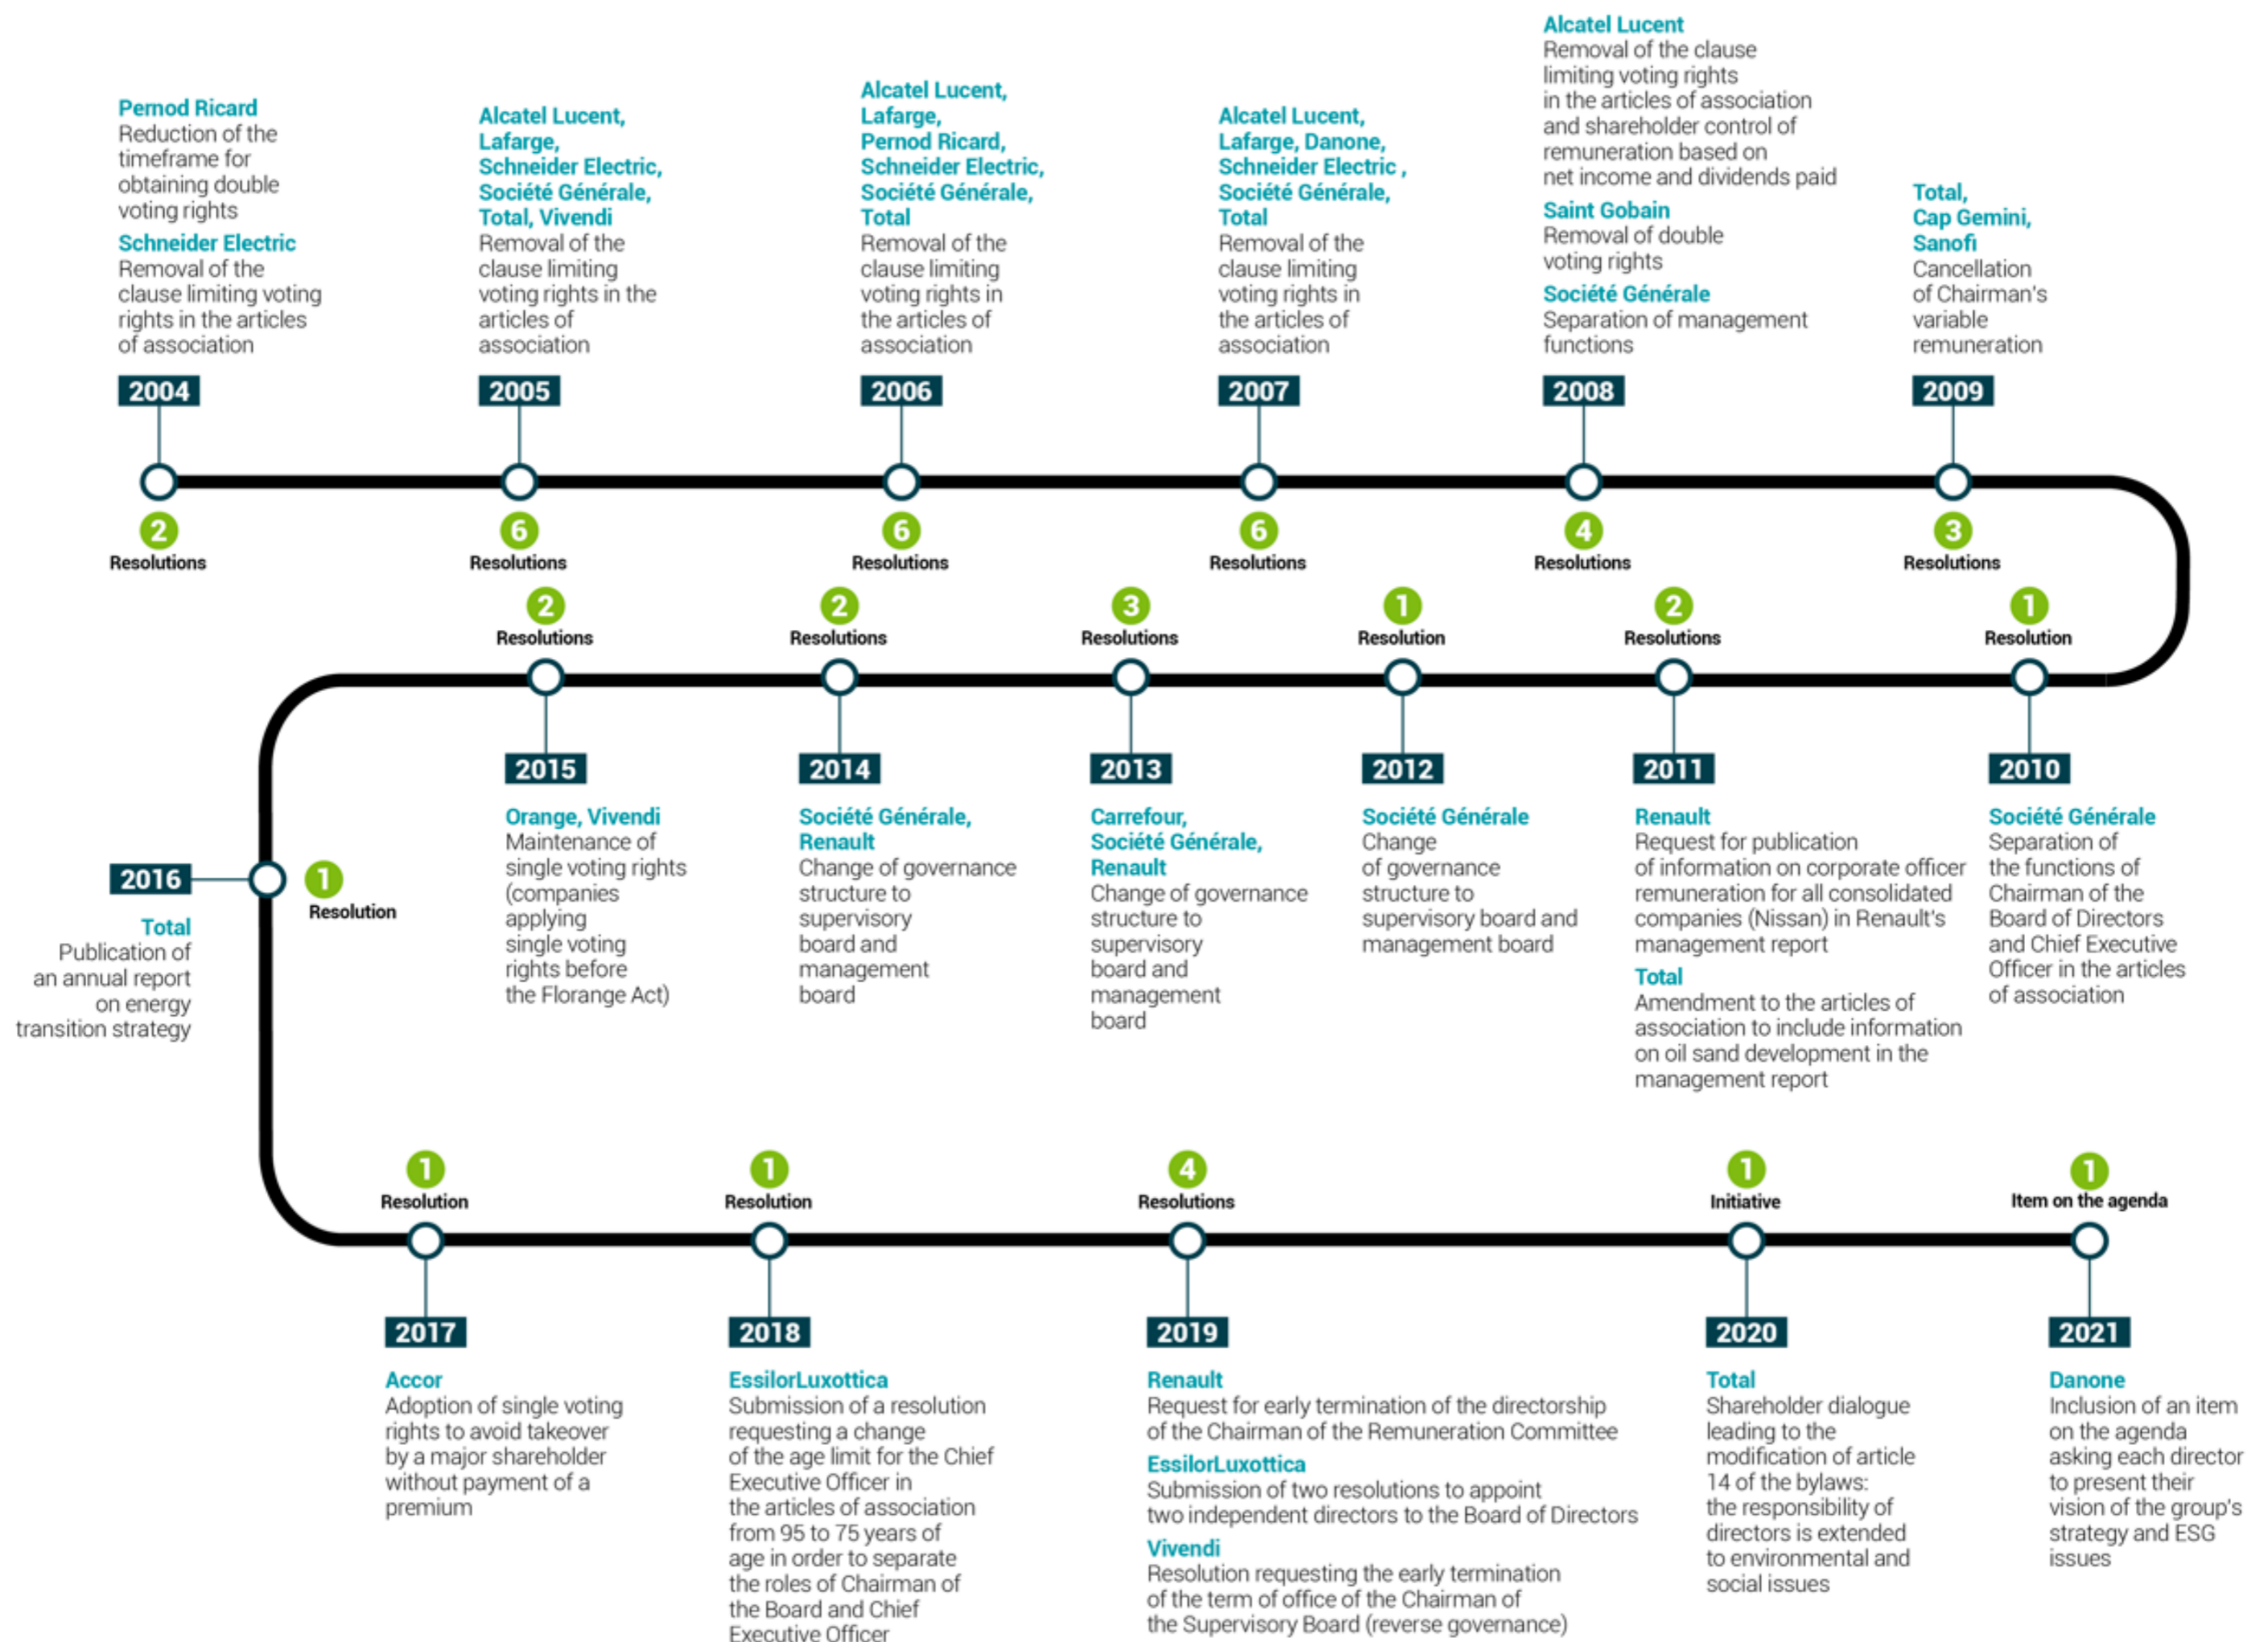 Pernod Ricard
Reduction of the
timeframe for
obtaining double
voting rights
Schneider Electric
Removal of the
clause limiting voting
rights in the articles
of association
2004
2
Resolutions
Alcatel Lucent,
Lafarge,
Schneider Electric,
Société Générale,
Total, Vivendi
Removal of the
clause limiting
voting rights in the
articles of
association
2005
6
Resolutions
Alcatel Lucent,
Lafarge,
Pernod Ricard,
Schneider Electric,
Société Générale,
Total
Removal of the
clause limiting
voting rights in
the articles of
association
2006
6
Resolutions
Alcatel Lucent,
Lafarge, Danone,
Schneider Electric ,
Société Générale,
Total
Removal of the
clause limiting
voting rights in
the articles of
association
2007
6
Resolutions
Alcatel Lucent
Removal of the clause
limiting voting rights
in the articles of association
and shareholder control of
remuneration based on
net income and dividends paid
Saint Gobain
Removal of double
voting rights
Société Générale
Separation of management
functions
2008
4
Resolutions
Total,
Cap Gemini,
Sanofi
Cancellation
of Chairman's
variable
remuneration
2009
3
Resolutions
1
Resolution
2010
Société Générale
Separation of
the functions of
Chairman of the
Board of Directors
and Chief Executive
Officer in the articles
of association
2
Resolutions
2011
Renault
Request for publication
of information on corporate officer
remuneration for all consolidated
companies (Nissan) in Renault's
management report
Total
Amendment to the articles of
association to include information
on oil sand development in the
management report
1
Resolution
2012
Société Générale
Change
of governance
structure to
supervisory board and
management board
3
Resolutions
2013
Carrefour,
Société Générale,
Renault
Change of governance
structure to
supervisory
board and
management
board
2
Resolutions
2014
Société Générale,
Renault
Change of governance
structure to
supervisory
board and
management
board
2
Resolutions
2015
Orange, Vivendi
Maintenance of
single voting rights
(companies
applying
single voting
rights before
the Florange Act)
2016
1
Resolution
Total
Publication of
an annual report
on energy
transition strategy
1
Resolution
2017
Accor
Adoption of single voting
rights to avoid takeover
by a major shareholder
without payment of a
premium
1
Resolution
2018
EssilorLuxottica
Submission of a resolution
requesting a change
of the age limit for the Chief
Executive Officer in
the articles of association
from 95 to 75 years of
age in order to separate
the roles of Chairman of
the Board and Chief
Executive Officer
4
Resolutions
2019
Renault
Request for early termination of the directorship
of the Chairman of the Remuneration Committee
EssilorLuxottica
Submission of two resolutions to appoint
two independent directors to the Board of Directors
Vivendi
Resolution requesting the early termination
of the term of office of the Chairman of
the Supervisory Board (reverse governance)
1
Initiative
2020
Total
Shareholder dialogue
leading to the
modification of article
14 of the bylaws:
the responsibility of
directors is extended
to environmental and
social issues
1
Item on the agenda
2021
Danone
Inclusion of an item
on the agenda
asking each director
to present their
vision of the group's
strategy and ESG
issues